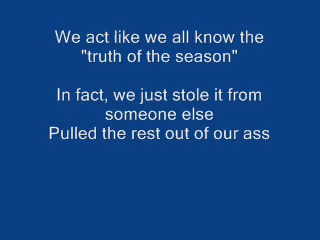 We act like we all know the
"truth of the season"
In fact, we just stole it from
someone else
Pulled the rest out of our ass